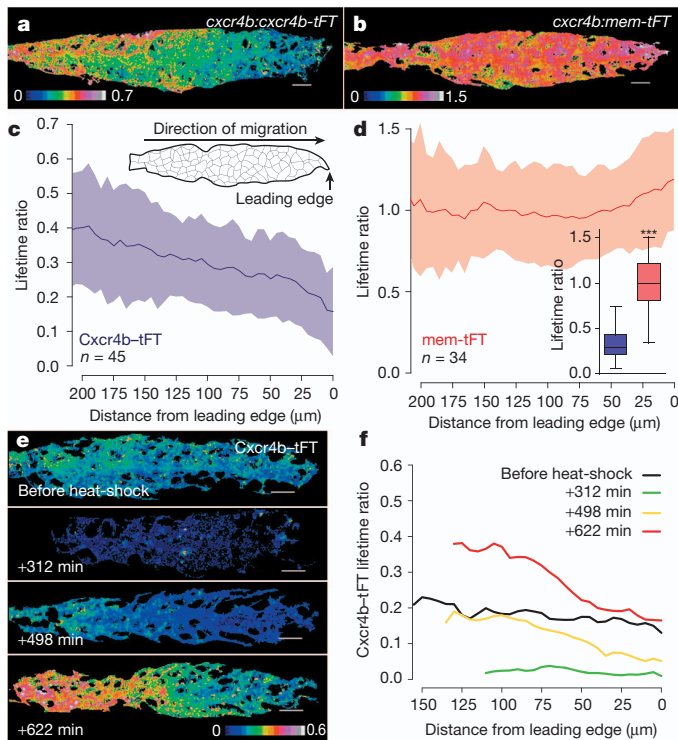 a
cxcr4b:cxcr4b-tFT
0 0.7
b
cxcr4b:mem-tFT
0 1.5
c
0.7
0.6
0.5
0.4
0.3
0.2
0.1
0.0
Lifetime ratio
Direction of migration
Leading edge
Cxcr4b–tFT
n = 45
200 175 150 125 100 75 50 25 0
Distance from leading edge (μm)
d
1.5
1.0
0.5
0.0
Lifetime ratio
mem-tFT
n = 34
***
1.5
1.0
0.5
0.0
Lifetime ratio
200 175 150 125 100 75 50 25 0
Distance from leading edge (μm)
e
Cxcr4b–tFT
Before heat-shock
+312 min
+498 min
+622 min
0 0.6
f
0.6
0.5
0.4
0.3
0.2
0.1
0.0
Cxcr4b–tFT lifetime ratio
Before heat-shock
+312 min
+498 min
+622 min
150 125 100 75 50 25 0
Distance from leading edge (μm)